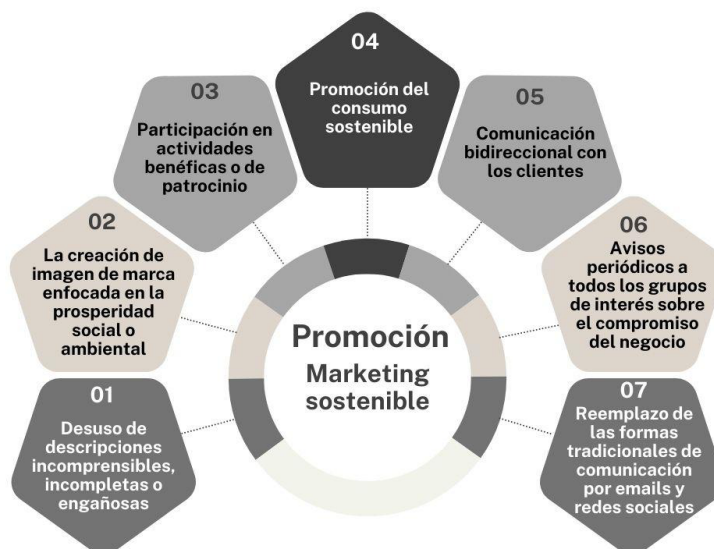 04
Promoción del
consumo
sostenible
03
Participación en
actividades
benéficas o de
patrocinio
05
Comunicación
bidireccional con
los clientes
02
La creación de
imagen de marca
enfocada en la
prosperidad
social o
ambiental
06
Avisos
periódicos a
todos los grupos
de interés sobre
el compromiso
del negocio
Promoción
Marketing
sostenible
01
Desuso de
descripciones
incomprensibles,
incompletas o
engañosas
07
Reemplazo de
las formas
tradicionales de
comunicación
por emails y
redes sociales